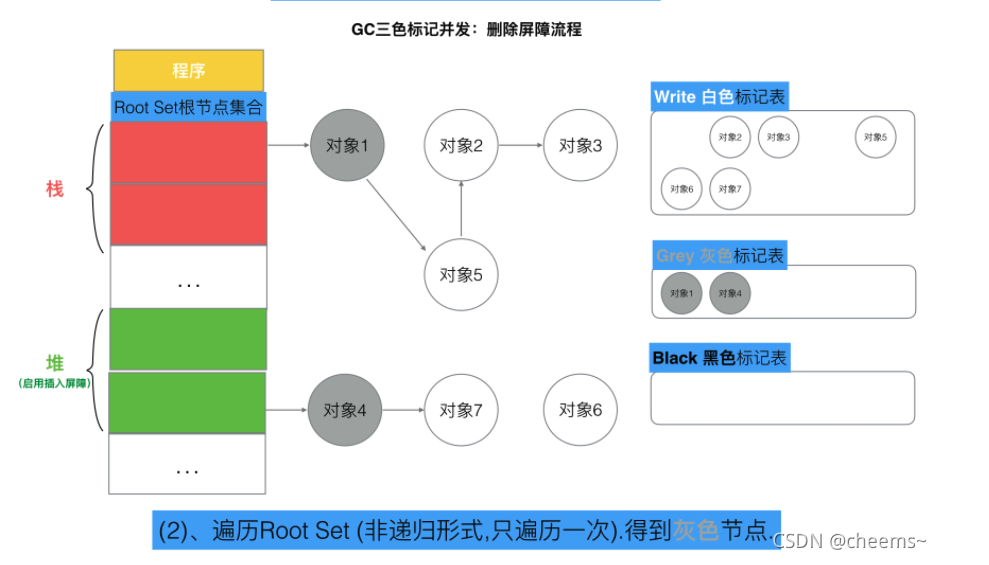 GC三色标记并发：删除屏障流程
程序
Root Set根节点集合
栈
...
堆
(启用插入屏障)
...
对象1
对象2
对象3
对象5
对象4
对象7
对象6
Write 白色标记表
对象2
对象3
对象5
对象6
对象7
Grey 灰色标记表
对象1
对象4
Black 黑色标记表
(2)、遍历Root Set (非递归形式,只遍历一次).得到灰色节点.
CSDN @cheems~